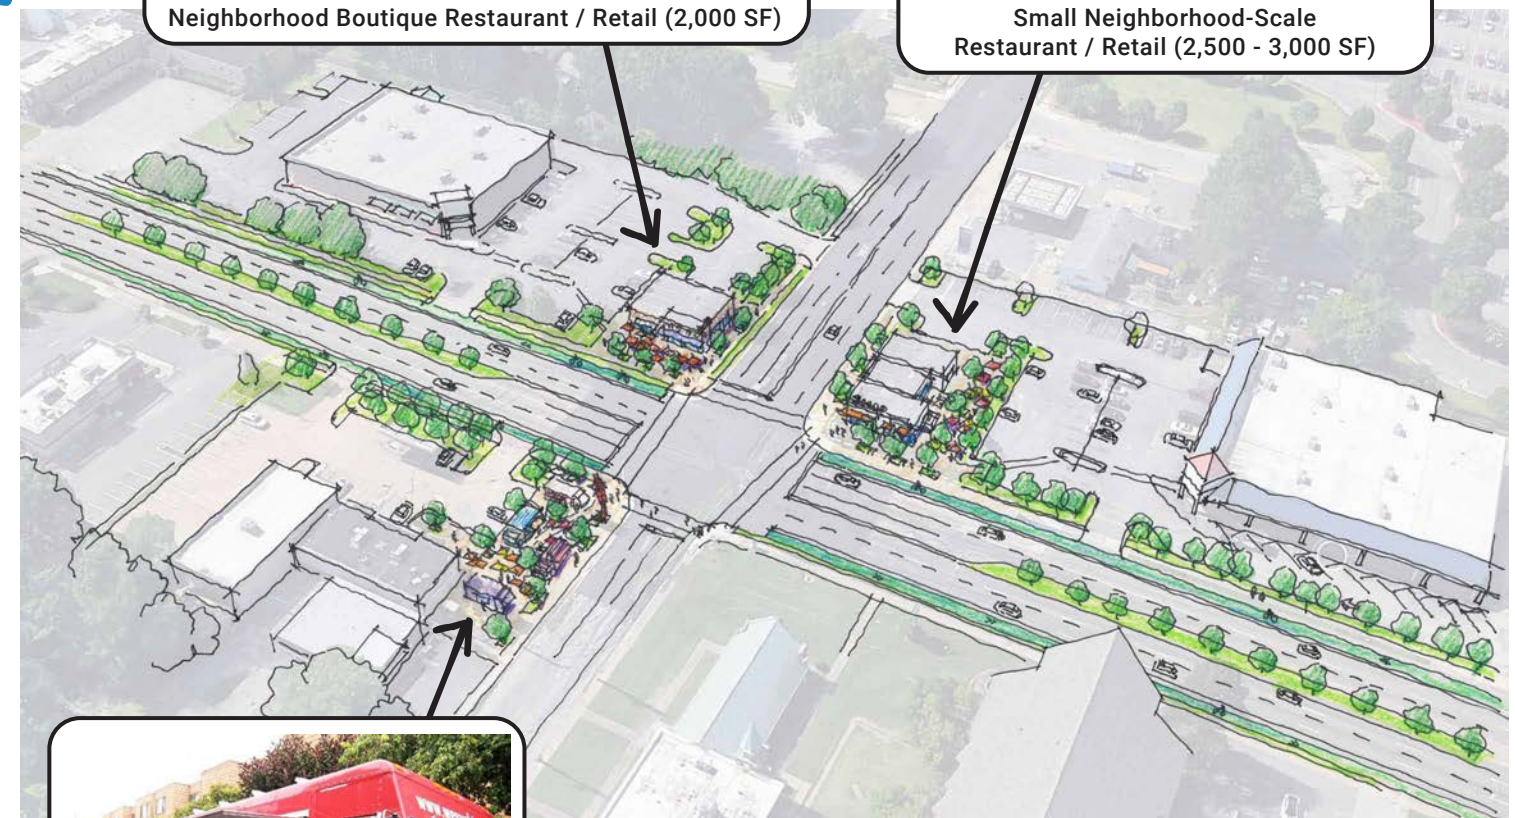 Neighborhood Boutique Restaurant / Retail (2,000 SF)
Small Neighborhood-Scale
Restaurant / Retail (2,500 - 3,000 SF)